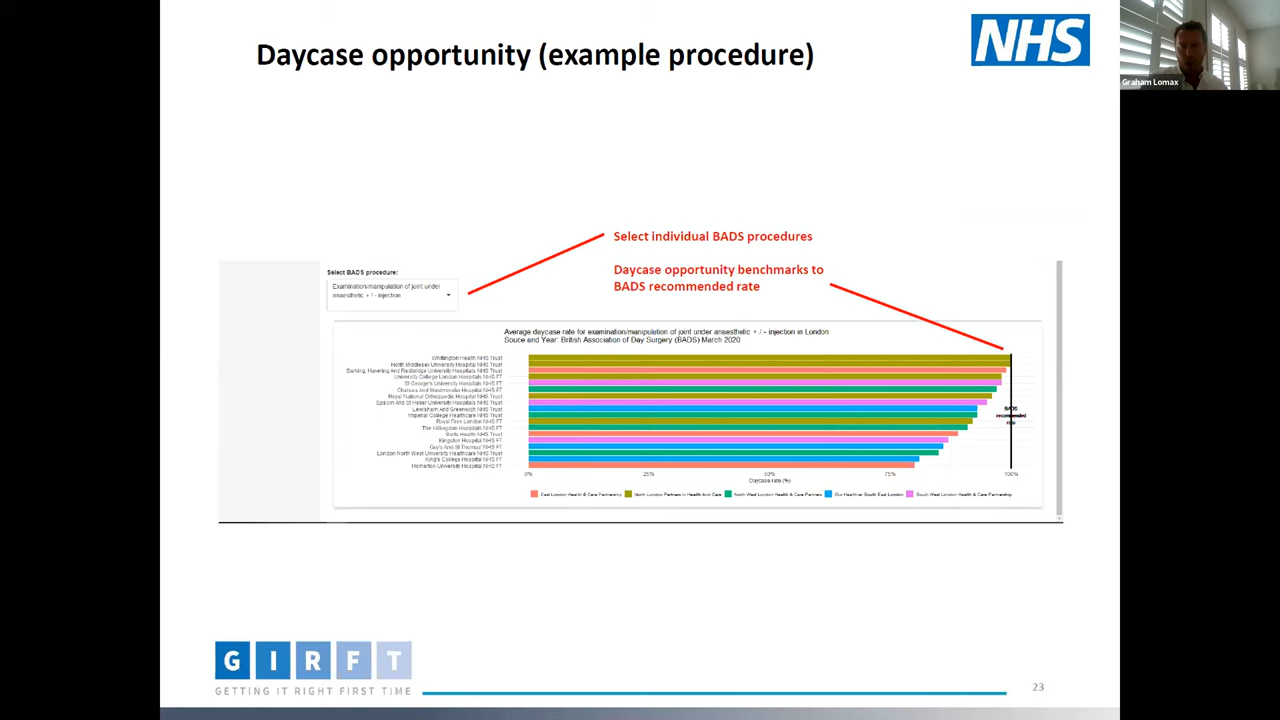 Daycase opportunity (example procedure)
NHS
Graham Lomax
Select individual BADS procedures
Daycase opportunity benchmarks to
BADS recommended rate
Select BADS procedure:
Examination/manipulation of joint under
anaesthetic + / - injection
Average daycase rate for examination/manipulation of joint under anaesthetic + / - injection in London
Souce and Year: British Association of Day Surgery (BADS) March 2020
Whittington Health NHS Trust
North Middlesex University Hospital NHS Trust
Barking, Havering And Redbridge University Hospitals NHS Trust
University College London Hospitals NHS FT
St George's University Hospitals NHS FT
Chelsea And Westminster Hospital NHS FT
Royal National Orthopaedic Hospital NHS Trust
Epsom And St Helier University Hospitals NHS Trust
Lewisham And Greenwich NHS Trust
Imperial College Healthcare NHS Trust
Royal Free London NHS FT
The Hillingdon Hospitals NHS FT
Barts Health NHS Trust
Kingston Hospital NHS FT
Guy's And St Thomas' NHS FT
London North West University Healthcare NHS Trust
King's College Hospital NHS FT
Homerton University Hospital NHS FT
BADS
recommended
rate
0%
25%
50%
75%
100%
Daycase rate (%)
East London Health & Care Partnership
North London Partners in Health And Care
North West London Health & Care Partners
Our Healthier South East London
South West London Health & Care Partnership
GIRFT
GETTING IT RIGHT FIRST TIME
23